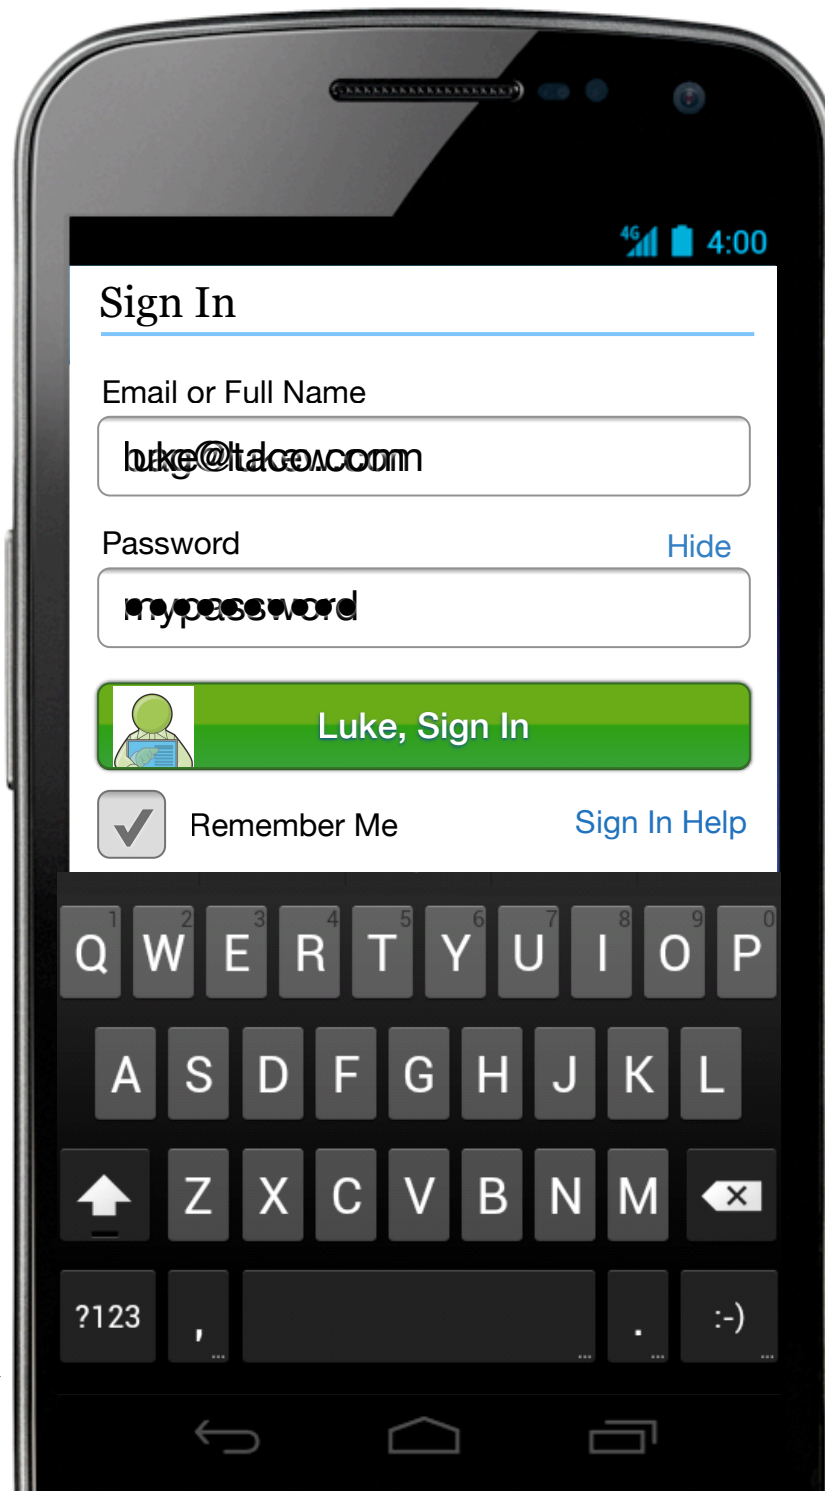 4G 4:00
Sign In
Email or Full Name
Password Hide
mypassword
Luke, Sign In
Remember Me Sign In Help
1 2 3 4 5 6 7 8 9 0
Q W E R T Y U I O P
A S D F G H J K L
Z X C V B N M
?123 , ... ... . ... :-) ...